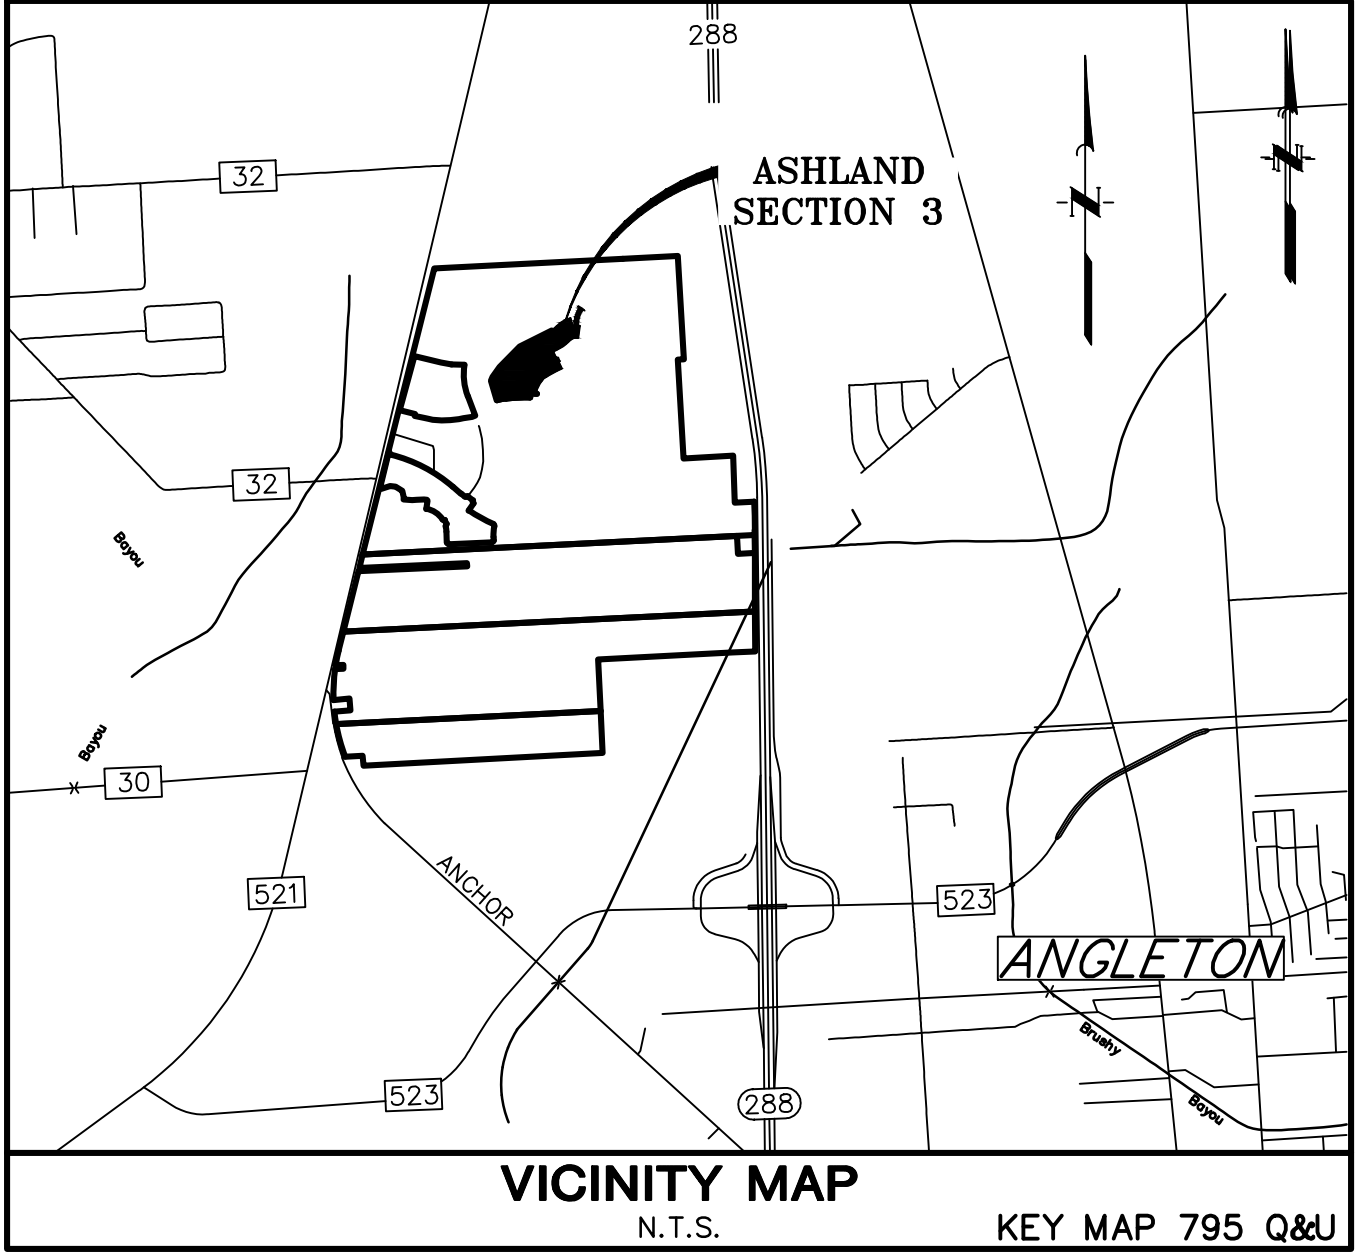 288
ASHLAND
SECTION 3
32
N
N
32
Bayou
Bayou
30
ANCHOR
521
523
ANGLETON
Brushy
Bayou
523
288
VICINITY MAP
N.T.S.
KEY MAP 795 Q&U